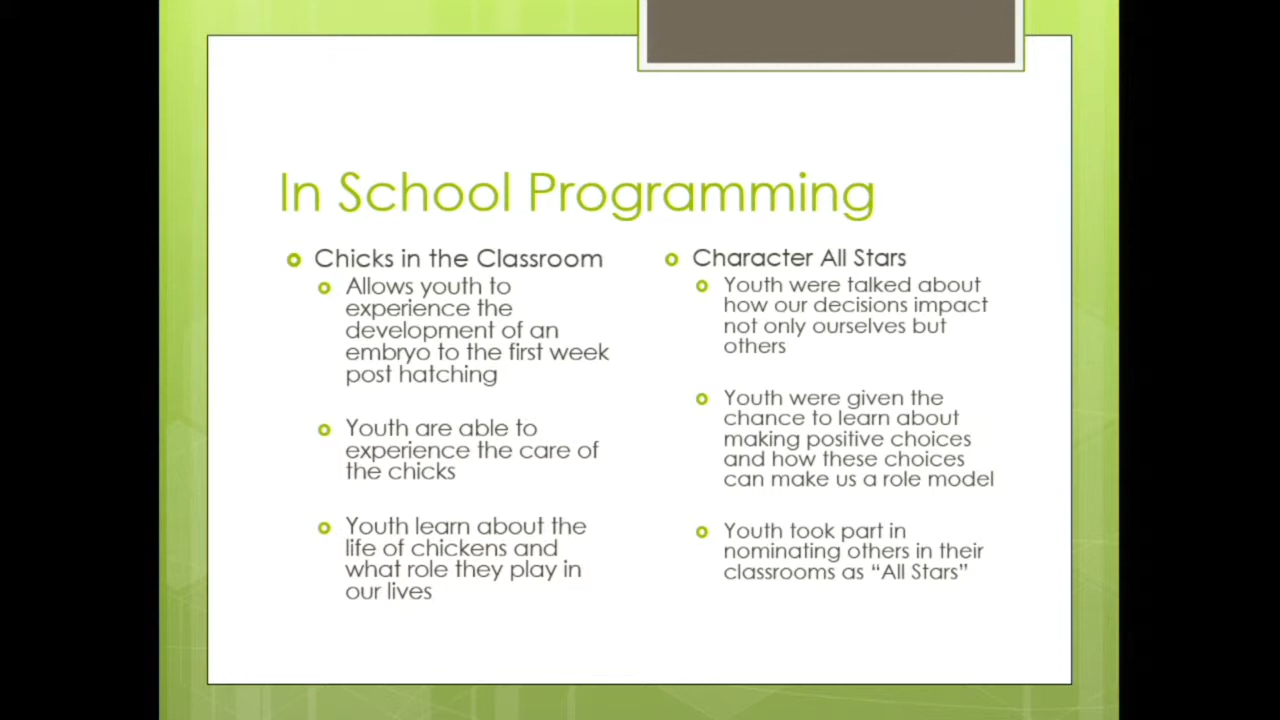 In School Programming
Chicks in the Classroom
Allows youth to
experience the
development of an
embryo to the first week
post hatching
Youth are able to
experience the care of
the chicks
Youth learn about the
life of chickens and
what role they play in
our lives
Character All Stars
Youth were talked about
how our decisions impact
not only ourselves but
others
Youth were given the
chance to learn about
making positive choices
and how these choices
can make us a role model
Youth took part in
nominating others in their
classrooms as “All Stars”